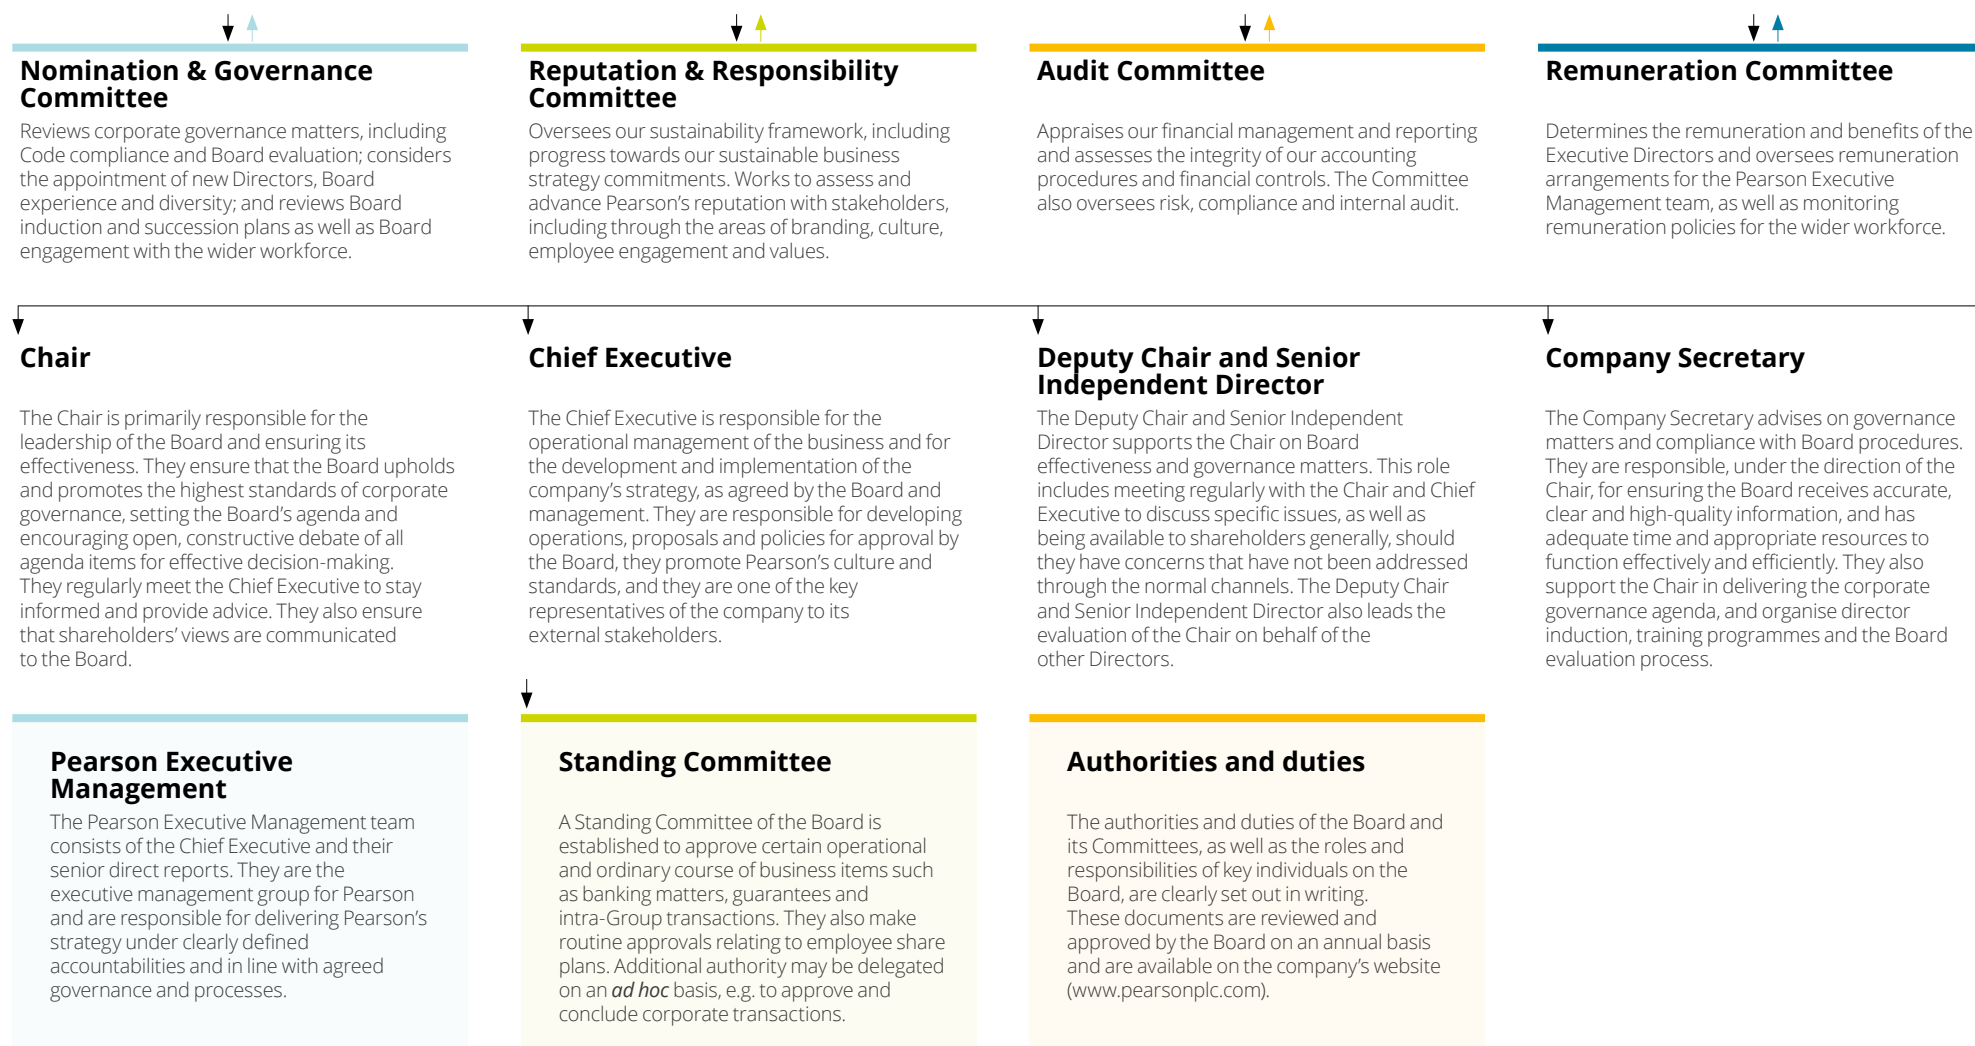 Nomination & Governance
Committee
Reviews corporate governance matters, including
Code compliance and Board evaluation; considers
the appointment of new Directors, Board
experience and diversity; and reviews Board
induction and succession plans as well as Board
engagement with the wider workforce.
Reputation & Responsibility
Committee
Oversees our sustainability framework, including
progress towards our sustainable business
strategy commitments. Works to assess and
advance Pearson’s reputation with stakeholders,
including through the areas of branding, culture,
employee engagement and values.
Audit Committee
Appraises our financial management and reporting
and assesses the integrity of our accounting
procedures and financial controls. The Committee
also oversees risk, compliance and internal audit.
Remuneration Committee
Determines the remuneration and benefits of the
Executive Directors and oversees remuneration
arrangements for the Pearson Executive
Management team, as well as monitoring
remuneration policies for the wider workforce.
Chair
The Chair is primarily responsible for the
leadership of the Board and ensuring its
effectiveness. They ensure that the Board upholds
and promotes the highest standards of corporate
governance, setting the Board’s agenda and
encouraging open, constructive debate of all
agenda items for effective decision-making.
They regularly meet the Chief Executive to stay
informed and provide advice. They also ensure
that shareholders’ views are communicated
to the Board.
Chief Executive
The Chief Executive is responsible for the
operational management of the business and for
the development and implementation of the
company’s strategy, as agreed by the Board and
management. They are responsible for developing
operations, proposals and policies for approval by
the Board, they promote Pearson’s culture and
standards, and they are one of the key
representatives of the company to its
external stakeholders.
Deputy Chair and Senior
Independent Director
The Deputy Chair and Senior Independent
Director supports the Chair on Board
effectiveness and governance matters. This role
includes meeting regularly with the Chair and Chief
Executive to discuss specific issues, as well as
being available to shareholders generally, should
they have concerns that have not been addressed
through the normal channels. The Deputy Chair
and Senior Independent Director also leads the
evaluation of the Chair on behalf of the
other Directors.
Company Secretary
The Company Secretary advises on governance
matters and compliance with Board procedures.
They are responsible, under the direction of the
Chair, for ensuring the Board receives accurate,
clear and high-quality information, and has
adequate time and appropriate resources to
function effectively and efficiently. They also
support the Chair in delivering the corporate
governance agenda, and organise director
induction, training programmes and the Board
evaluation process.
Pearson Executive
Management
The Pearson Executive Management team
consists of the Chief Executive and their
senior direct reports. They are the
executive management group for Pearson
and are responsible for delivering Pearson’s
strategy under clearly defined
accountabilities and in line with agreed
governance and processes.
Standing Committee
A Standing Committee of the Board is
established to approve certain operational
and ordinary course of business items such
as banking matters, guarantees and
intra-Group transactions. They also make
routine approvals relating to employee share
plans. Additional authority may be delegated
on an ad hoc basis, e.g. to approve and
conclude corporate transactions.
Authorities and duties
The authorities and duties of the Board and
its Committees, as well as the roles and
responsibilities of key individuals on the
Board, are clearly set out in writing.
These documents are reviewed and
approved by the Board on an annual basis
and are available on the company’s website
(www.pearsonplc.com).